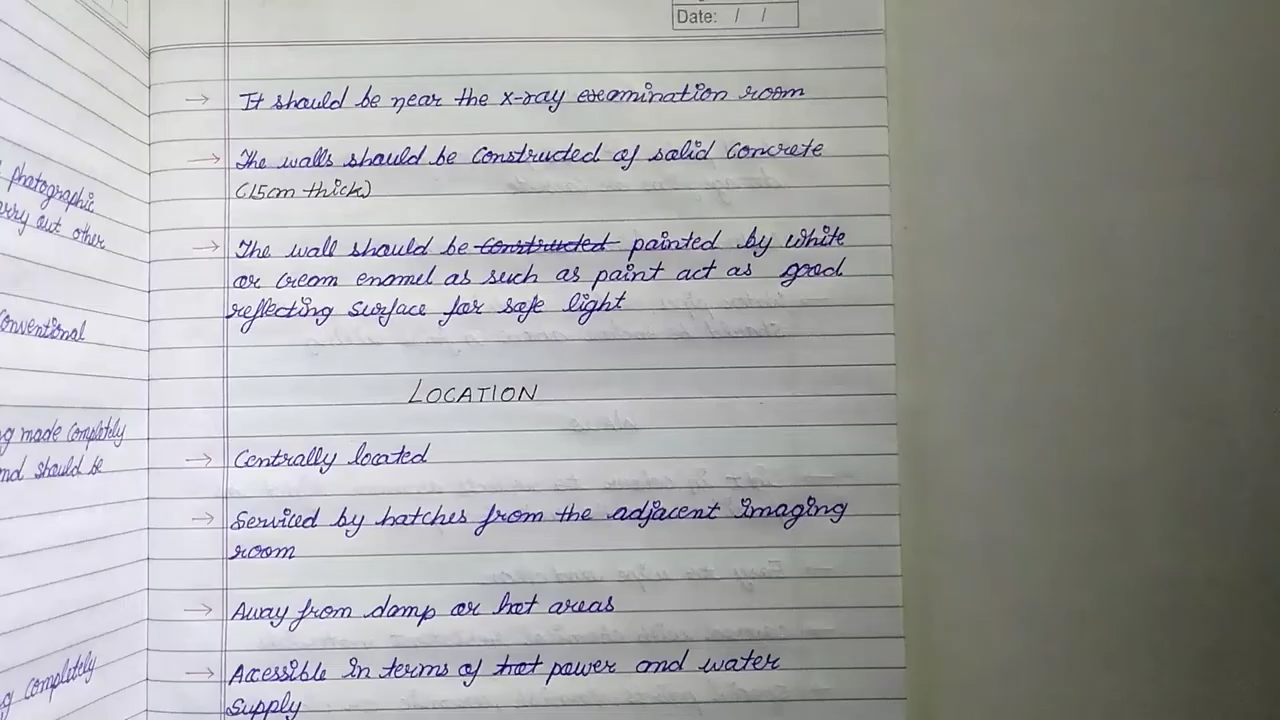 Date: / /
photographic
arry out other
Conventional
g made completely
nd should be
g completely
→ It should be near the x-ray examination room
→ The walls should be constructed of solid concrete
(15cm thick)
→ The wall should be constructed painted by white
or cream enamel as such as paint act as good
reflecting surface for safe light
LOCATION
→ Centrally located
→ Serviced by hatches from the adjacent imaging
room
→ Away from damp or hot areas
→ Accessible in terms of hot power and water
supply